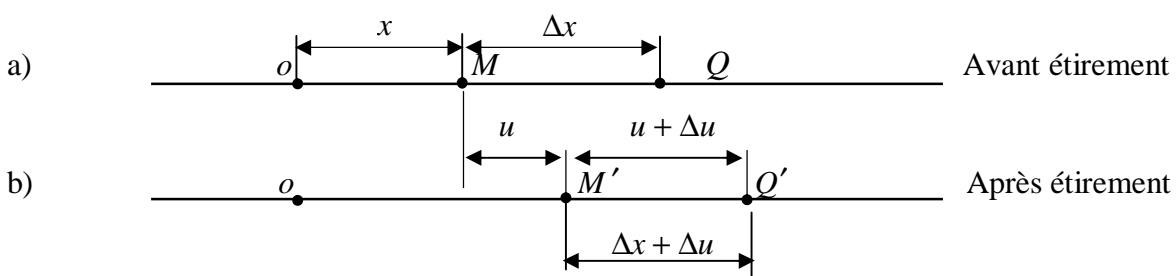 x Δx
a) o M Q Avant étirement
u u + Δu
b) o M′ Q′ Après étirement
Δx + Δu